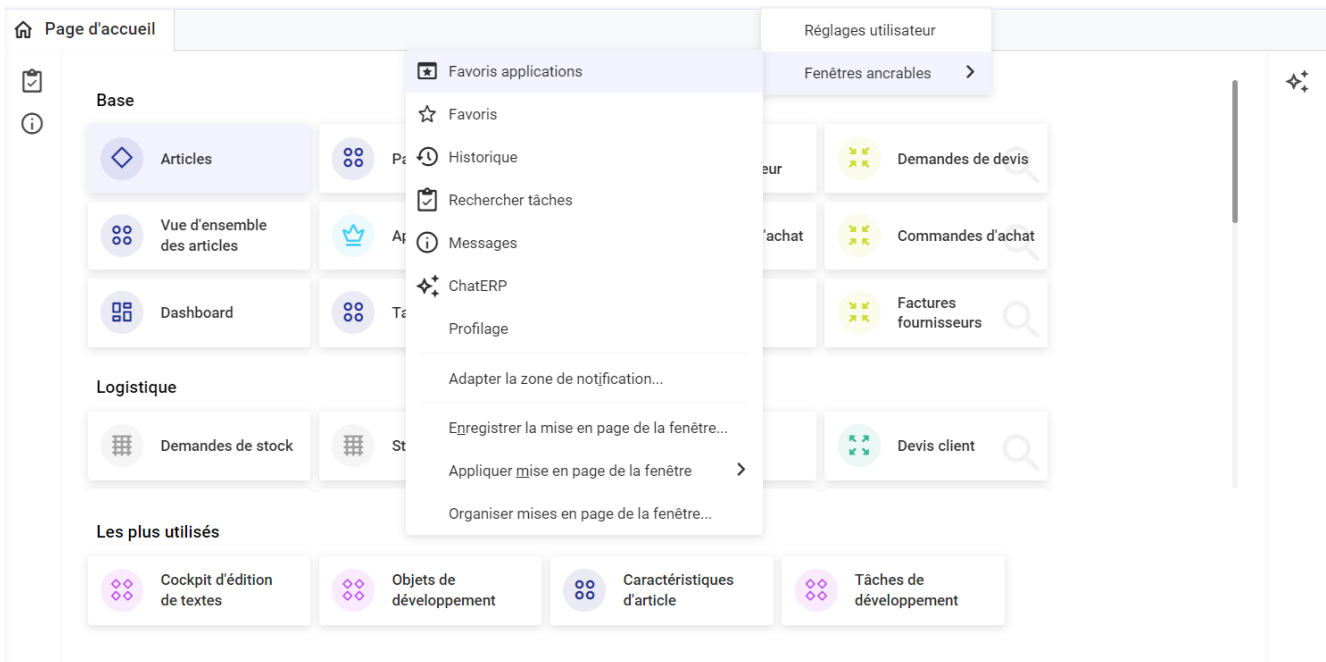 Page d'accueil
Réglages utilisateur
Fenêtres ancrables
Favoris applications
Favoris
Historique
Rechercher tâches
Messages
ChatERP
Profilage
Adapter la zone de notification...
Enregistrer la mise en page de la fenêtre...
Appliquer mise en page de la fenêtre
Organiser mises en page de la fenêtre...
Base
Articles
Demandes de devis
Vue d'ensemble
des articles
'achat
Commandes d'achat
Dashboard
Factures
fournisseurs
Logistique
Demandes de stock
Devis client
Les plus utilisés
Cockpit d'édition
de textes
Objets de
développement
Caractéristiques
d'article
Tâches de
développement